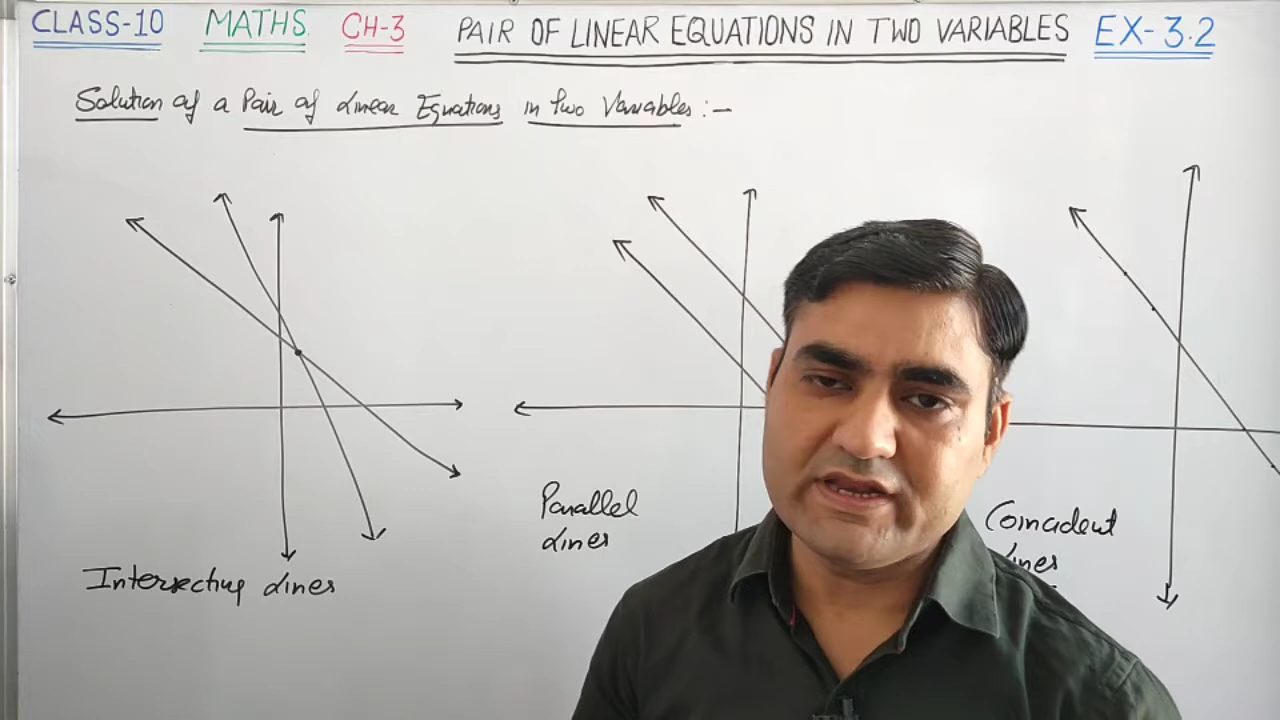 CLASS-10 MATHS CH-3 PAIR OF LINEAR EQUATIONS IN TWO VARIABLES EX-3.2
Solution of a Pair of Linear Equations in two Variables :-
Intersecting Lines
Parallel
Lines
Coincident
Lines